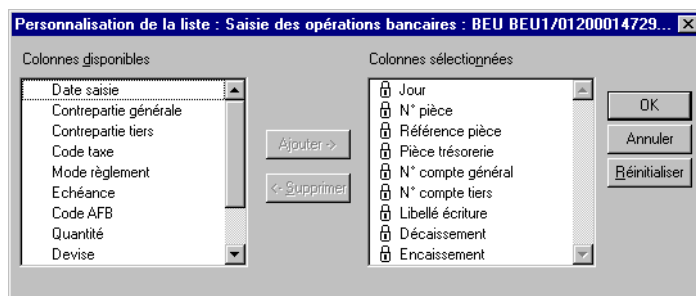 Personnalisation de la liste : Saisie des opérations bancaires : BEU BEU1/01200014729...
Colonnes disponibles
Colonnes sélectionnées
Date saisie
Contrepartie générale
Contrepartie tiers
Code taxe
Mode règlement
Echéance
Code AFB
Quantité
Devise
Ajouter ->
<- Supprimer
Jour
N° pièce
Référence pièce
Pièce trésorerie
N° compte général
N° compte tiers
Libellé écriture
Décaissement
Encaissement
OK
Annuler
Réinitialiser